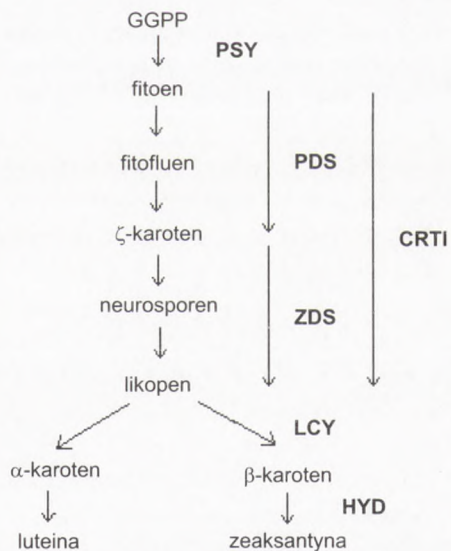 GGPP
PSY
fitoen
fitofluen
PDS
ζ-karoten
CRTI
neurosporen
ZDS
likopen
LCY
α-karoten
β-karoten
HYD
luteina
zeaksantyna